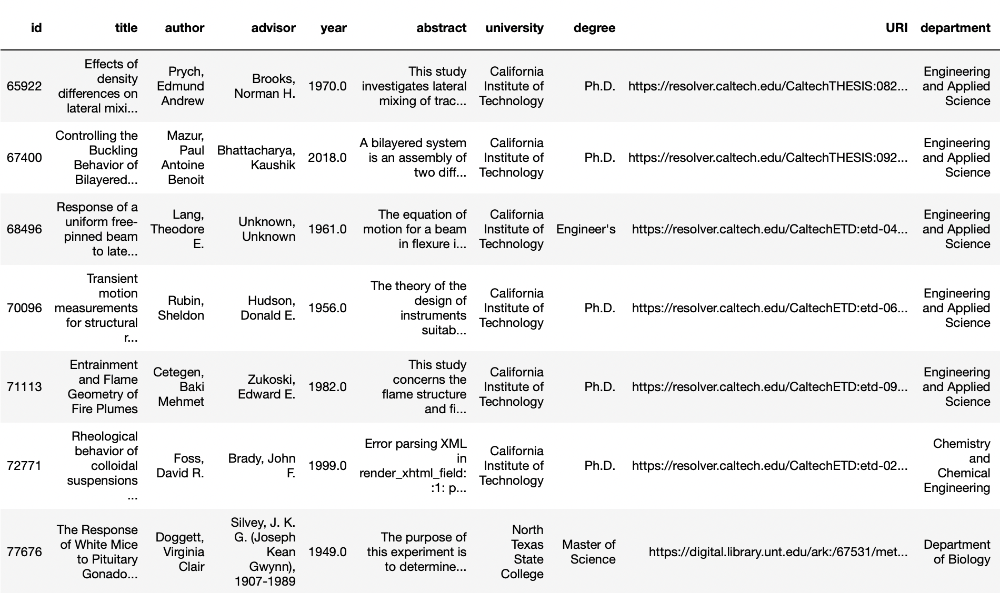 id title author advisor year abstract university degree URI department
65922 Effects of density differences on lateral mixi... Prych, Edmund Andrew Brooks, Norman H. 1970.0 This study investigates lateral mixing of trac... California Institute of Technology Ph.D. https://resolver.caltech.edu/CaltechTHESIS:082... Engineering and Applied Science
67400 Controlling the Buckling Behavior of Bilayered... Mazur, Paul Antoine Benoit Bhattacharya, Kaushik 2018.0 A bilayered system is an assembly of two diff... California Institute of Technology Ph.D. https://resolver.caltech.edu/CaltechTHESIS:092... Engineering and Applied Science
68496 Response of a uniform free-pinned beam to late... Lang, Theodore E. Unknown, Unknown 1961.0 The equation of motion for a beam in flexure i... California Institute of Technology Engineer's https://resolver.caltech.edu/CaltechETD:etd-04... Engineering and Applied Science
70096 Transient motion measurements for structural r... Rubin, Sheldon Hudson, Donald E. 1956.0 The theory of the design of instruments suitab... California Institute of Technology Ph.D. https://resolver.caltech.edu/CaltechETD:etd-06... Engineering and Applied Science
71113 Entrainment and Flame Geometry of Fire Plumes Cetegen, Baki Mehmet Zukoski, Edward E. 1982.0 This study concerns the flame structure and fi... California Institute of Technology Ph.D. https://resolver.caltech.edu/CaltechETD:etd-09... Engineering and Applied Science
72771 Rheological behavior of colloidal suspensions ... Foss, David R. Brady, John F. 1999.0 Error parsing XML in render_xhtml_field: :1: p... California Institute of Technology Ph.D. https://resolver.caltech.edu/CaltechETD:etd-02... Chemistry and Chemical Engineering
77676 The Response of White Mice to Pituitary Gonado... Doggett, Virginia Clair Silvey, J. K. G. (Joseph Kean Gwynn), 1907-1989 1949.0 The purpose of this experiment is to determine... North Texas State College Master of Science https://digital.library.unt.edu/ark:/67531/met... Department of Biology